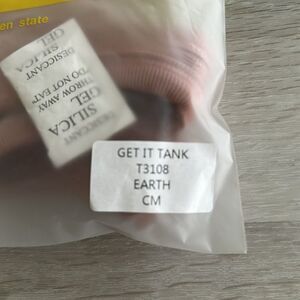 en state
DESICCANT
SILICA
GEL
THROW AWAY
"DO NOT EAT"
SILICA
GEL
DESICCANT
GET IT TANK
T3108
EARTH
CM